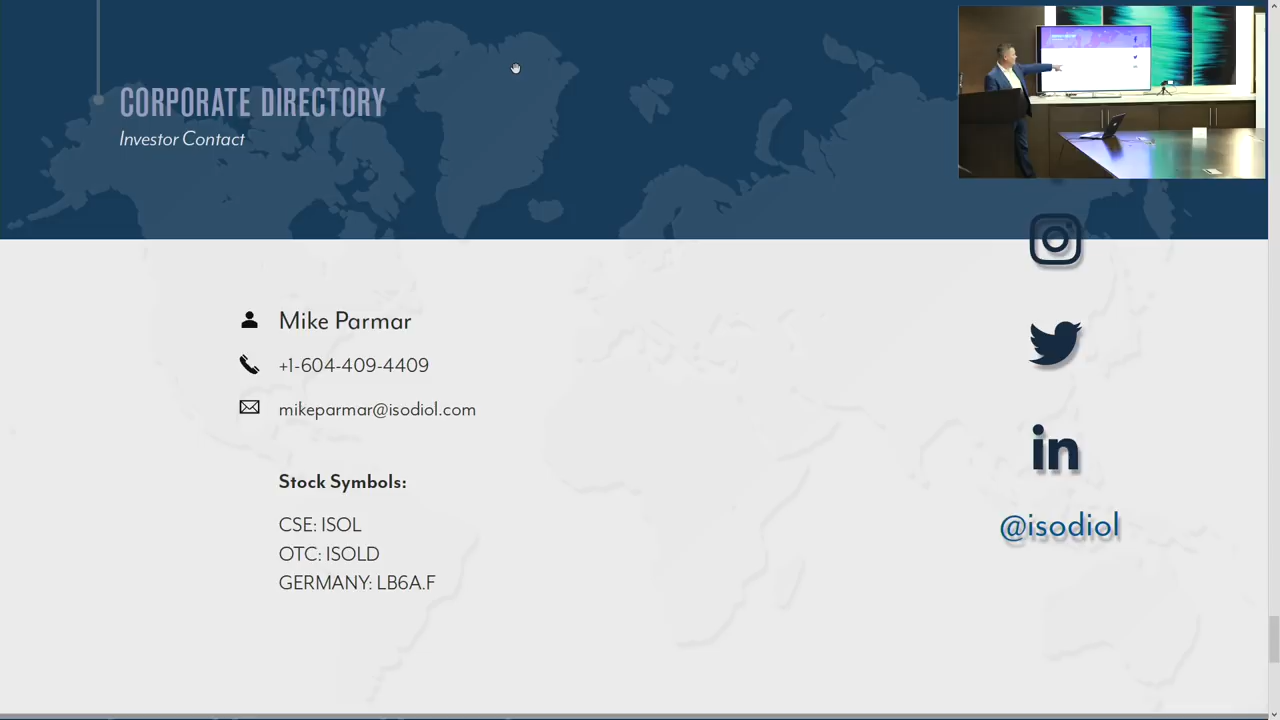 CORPORATE DIRECTORY
Investor Contact
Mike Parmar
+1-604-409-4409
mikeparmar@isodiol.com
Stock Symbols:
CSE: ISOL
OTC: ISOLD
GERMANY: LB6A.F
in
@isodiol